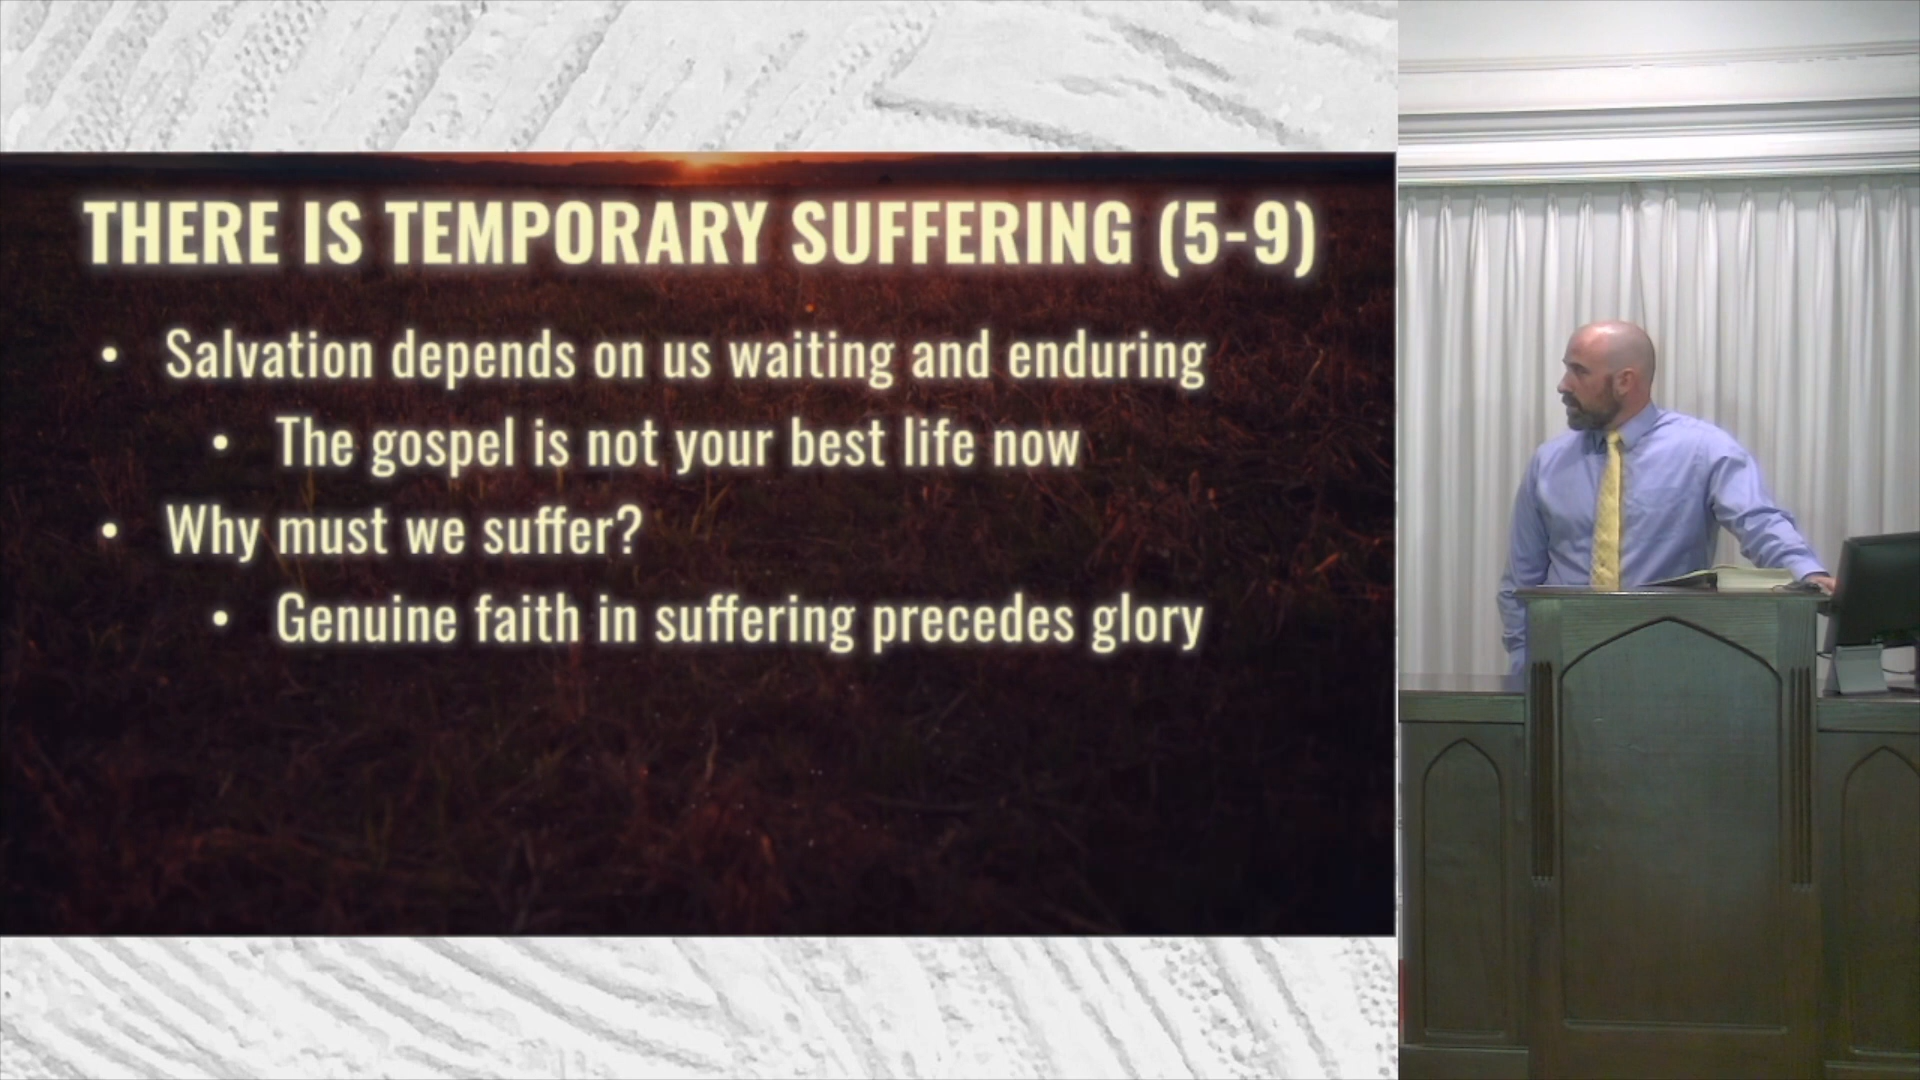 THERE IS TEMPORARY SUFFERING (5-9)
• Salvation depends on us waiting and enduring
• The gospel is not your best life now
• Why must we suffer?
• Genuine faith in suffering precedes glory